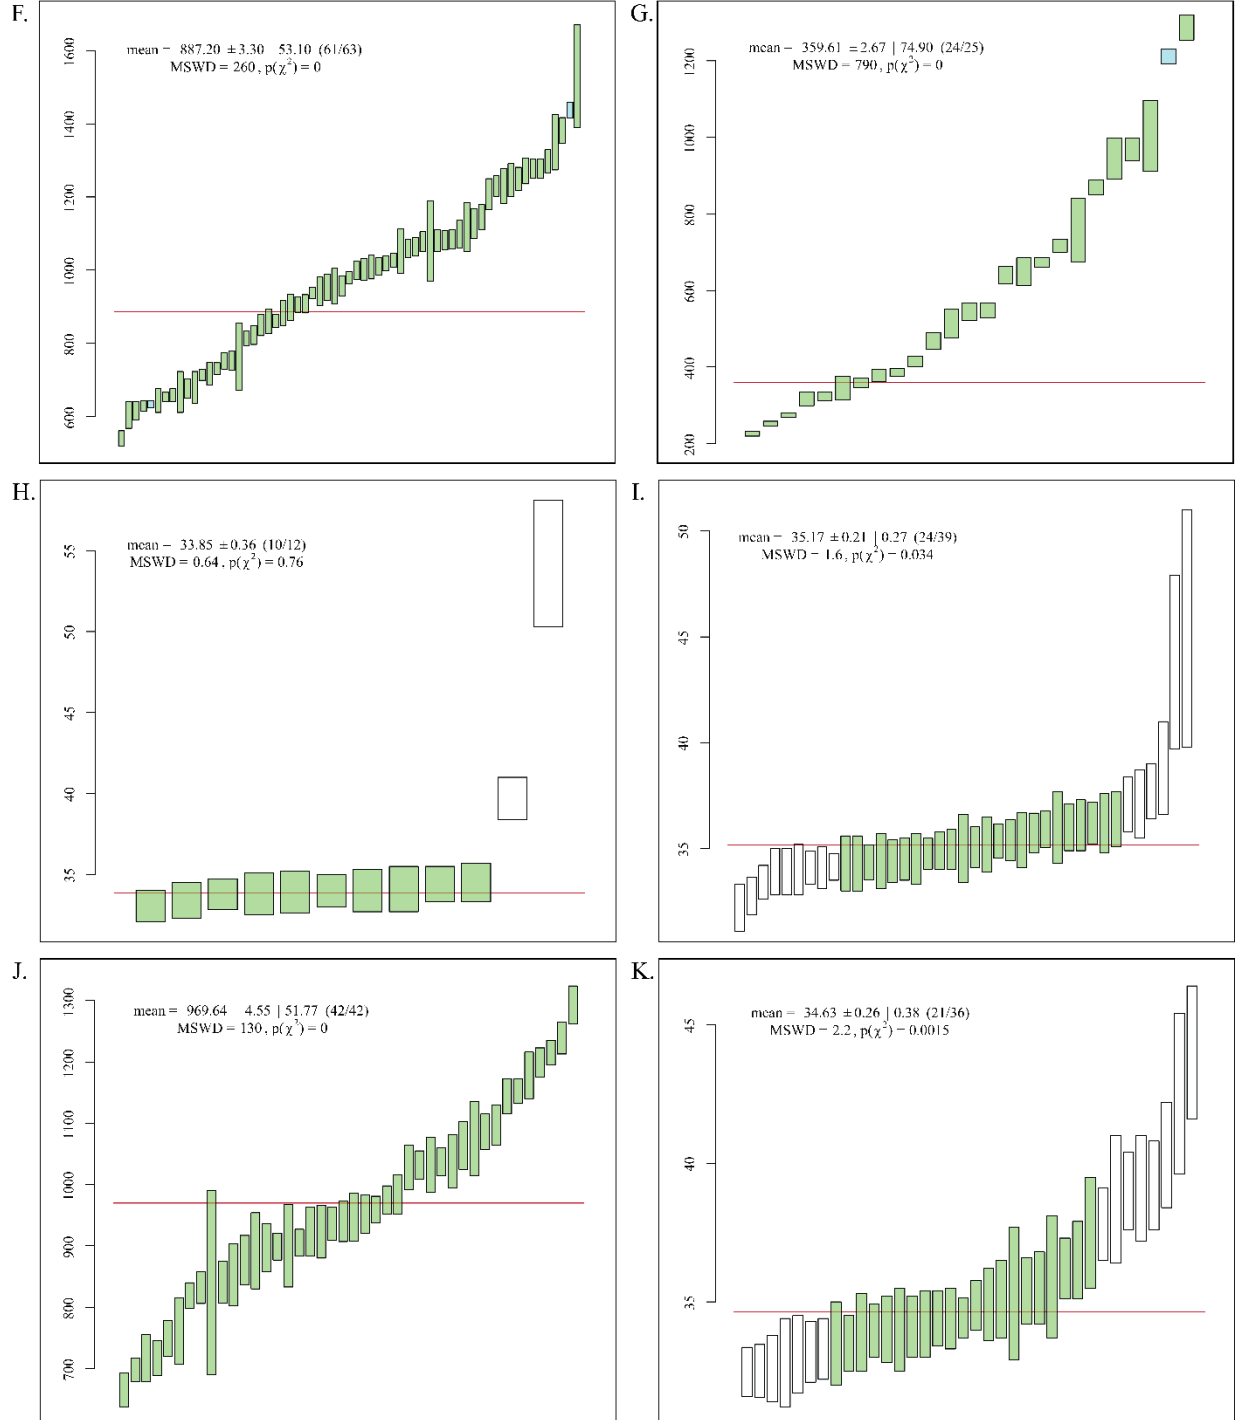 F.
mean = 887.20 ±3.30 53.10 (61/63)
MSWD = 260, p(χ²) = 0
1600
1400
1200
1000
800
600
G.
mean = 359.61 ±2.67 | 74.90 (24/25)
MSWD = 790, p(χ²) = 0
1200
1000
800
600
400
200
H.
mean = 33.85 ±0.36 (10/12)
MSWD = 0.64, p(χ²) = 0.76
55
50
45
40
35
I.
mean = 35.17 ±0.21 | 0.27 (24/39)
MSWD = 1.6, p(χ²) = 0.034
50
45
40
35
J.
mean = 969.64 4.55 | 51.77 (42/42)
MSWD = 130, p(χ²) = 0
1300
1200
1100
1000
900
800
700
K.
mean = 34.63 ±0.26 | 0.38 (21/36)
MSWD = 2.2, p(χ²) = 0.0015
45
40
35